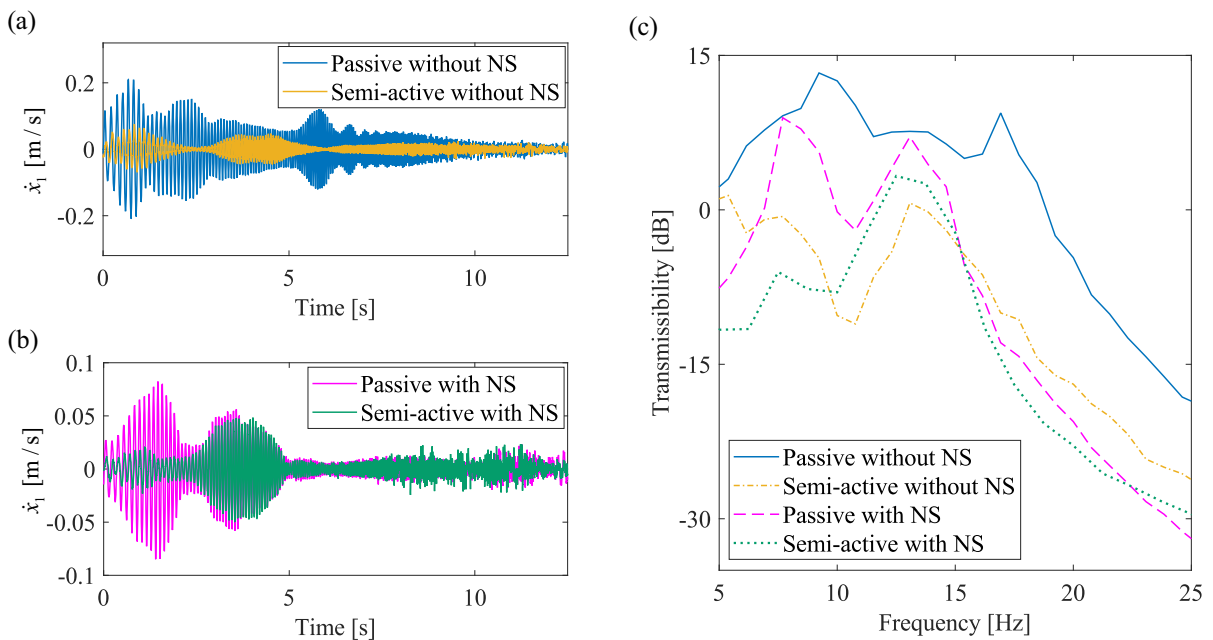 (a)
0.2
0
-0.2
ẋ₁ [m / s]
Passive without NS
Semi-active without NS
0
5
10
Time [s]
(b)
0.1
0.05
0
-0.05
-0.1
ẋ₁ [m / s]
Passive with NS
Semi-active with NS
0
5
10
Time [s]
(c)
15
0
-15
-30
Transmissibility [dB]
Passive without NS
Semi-active without NS
Passive with NS
Semi-active with NS
5
10
15
20
25
Frequency [Hz]